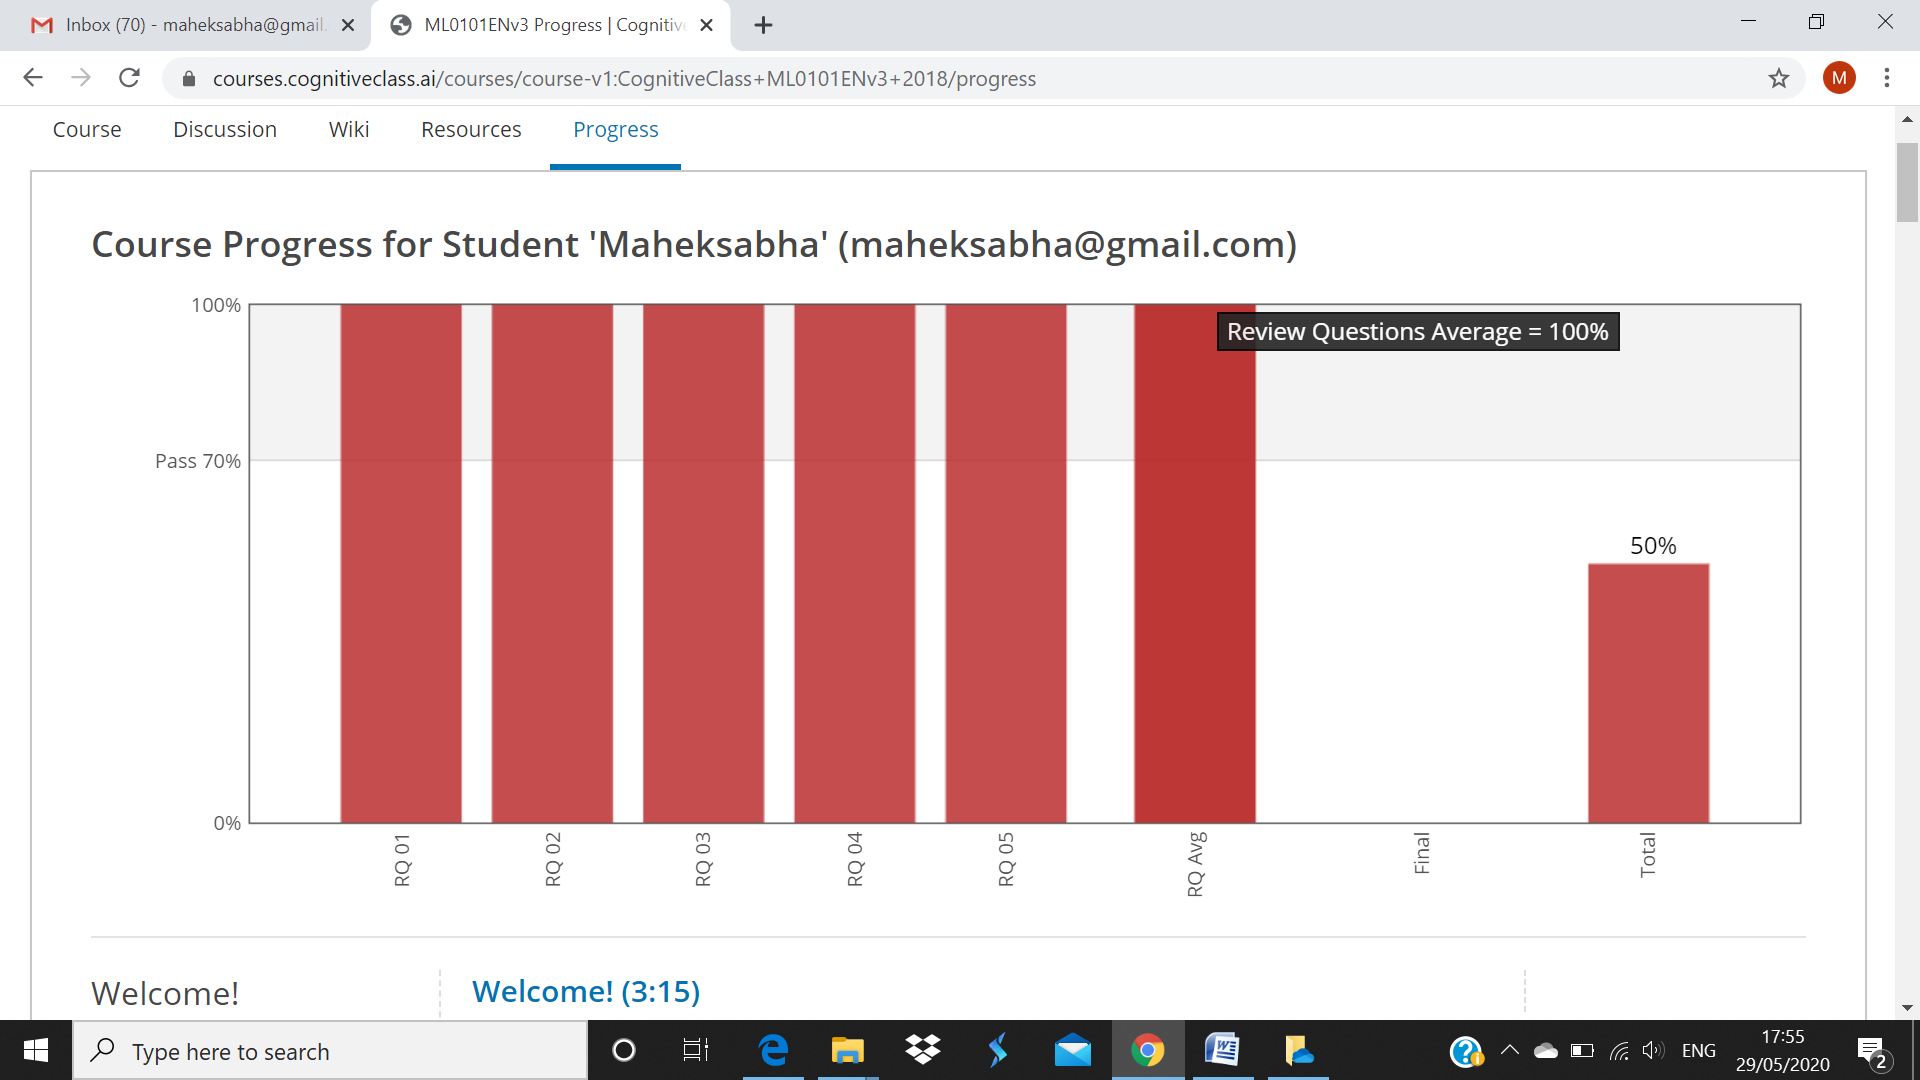 Inbox (70) - maheksabha@gmail.
ML0101ENv3 Progress | Cognitive
courses.cognitiveclass.ai/courses/course-v1:CognitiveClass+ML0101ENv3+2018/progress
M
Course Discussion Wiki Resources Progress
Course Progress for Student 'Maheksabha' (maheksabha@gmail.com)
100%
Review Questions Average = 100%
Pass 70%
50%
0%
RQ 01
RQ 02
RQ 03
RQ 04
RQ 05
RQ Avg
Final
Total
Welcome!
Welcome! (3:15)
Type here to search
ENG
17:55
29/05/2020
2